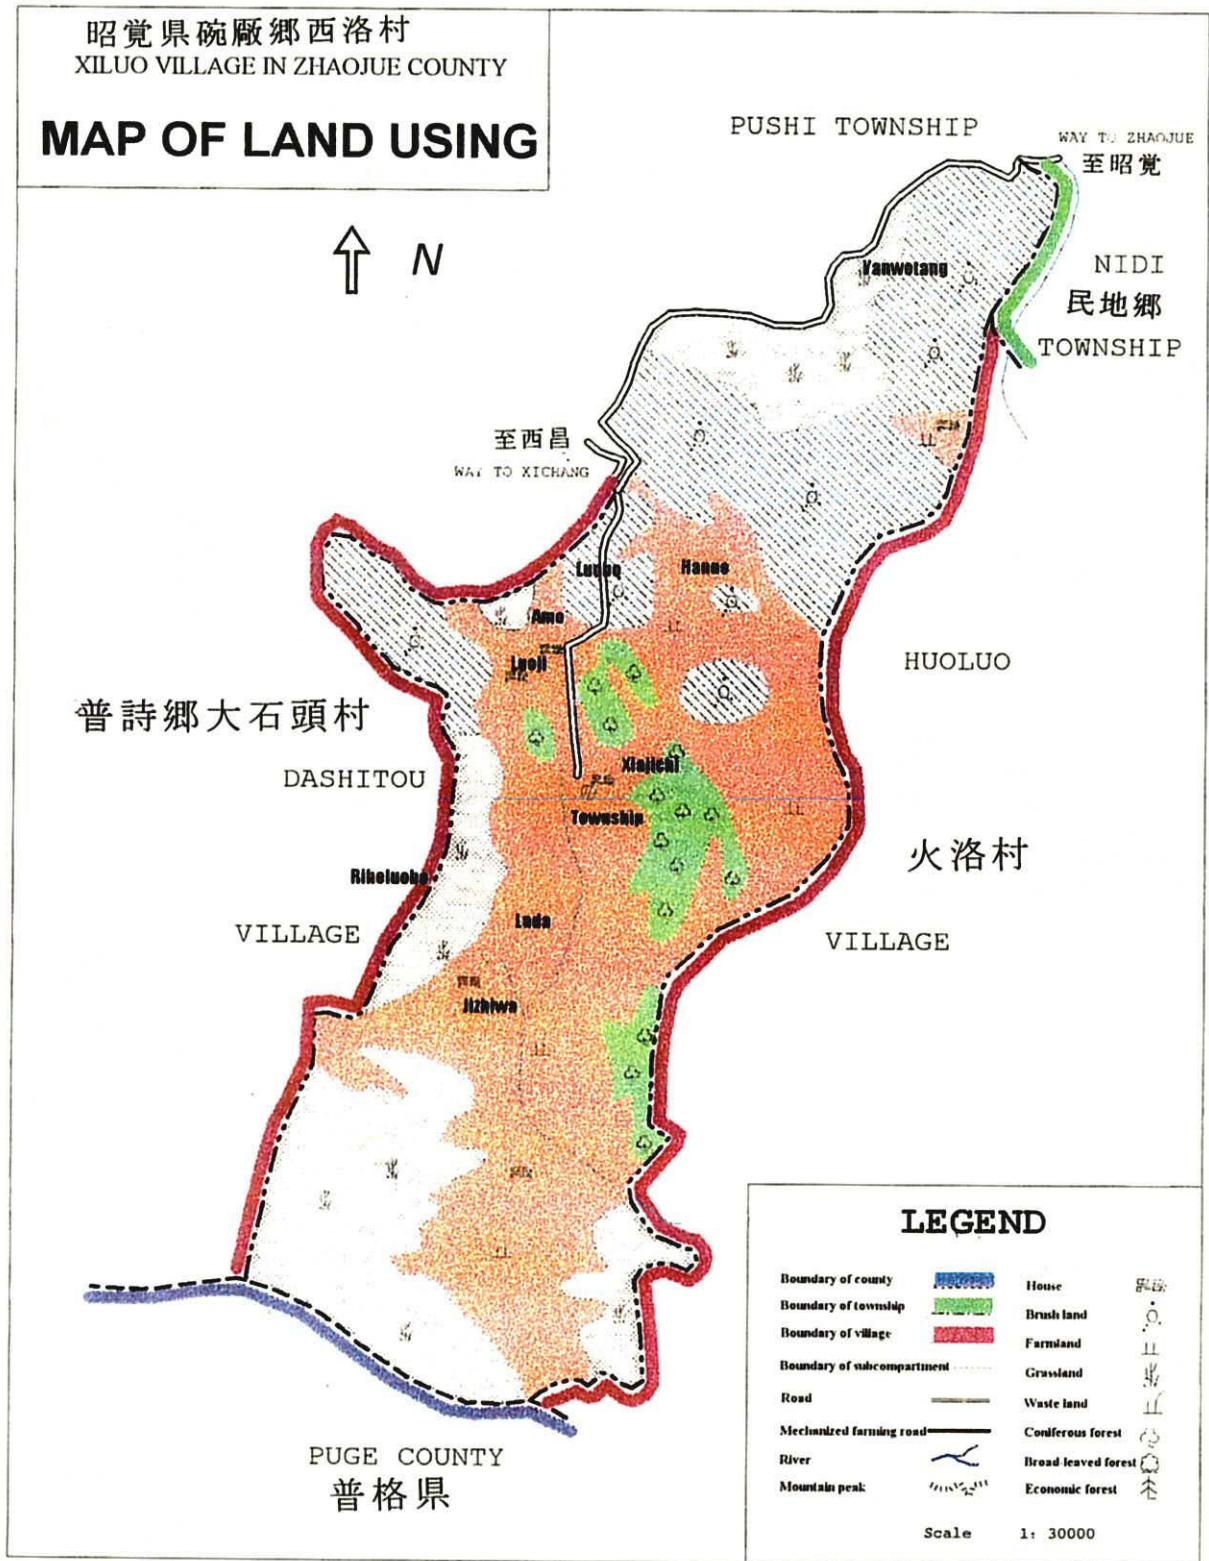 昭覚県碗廠郷西洛村
XILUO VILLAGE IN ZHAOJUE COUNTY
MAP OF LAND USING
N
PUSHI TOWNSHIP
WAY TO ZHAOJUE
至昭覚
NIDI
民地郷
TOWNSHIP
Yanwotang
至西昌
WAY TO XICHANG
Hanuo
Amo
Luoji
HUOLUO
普詩郷大石頭村
DASHITOU
Xiajichi
Township
火洛村
VILLAGE
VILLAGE
Luda
Jizhiwa
PUGE COUNTY
普格県
LEGEND
Boundary of county
Boundary of township
Boundary of village
Boundary of subcompartment
Road
Mechanized farming road
River
Mountain peak
House
Brush land
Farmland
Grassland
Waste land
Coniferous forest
Broad-leaved forest
Economic forest
Scale 1: 30000